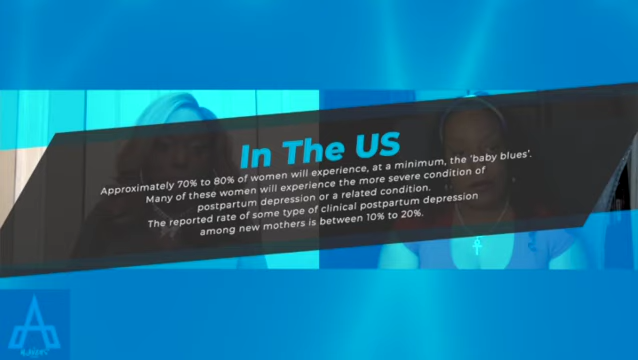 In The US
Approximately 70% to 80% of women will experience, at a minimum, the 'baby blues'.
Many of these women will experience the more severe condition of
postpartum depression or a related condition.
The reported rate of some type of clinical postpartum depression
among new mothers is between 10% to 20%.